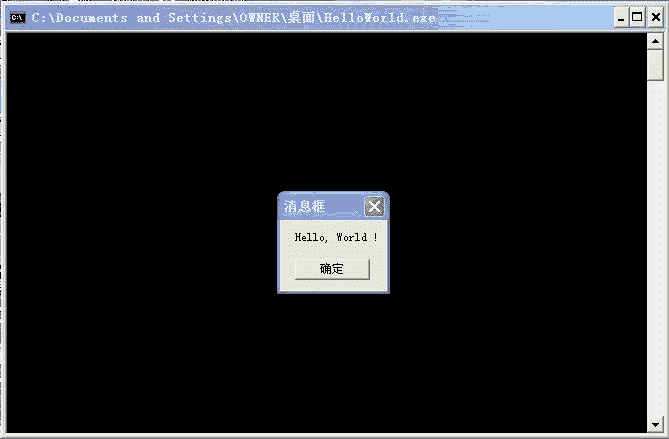 C:\Documents and Settings\OWNER\桌面\HelloWorld.exe
消息框
Hello, World !
确定